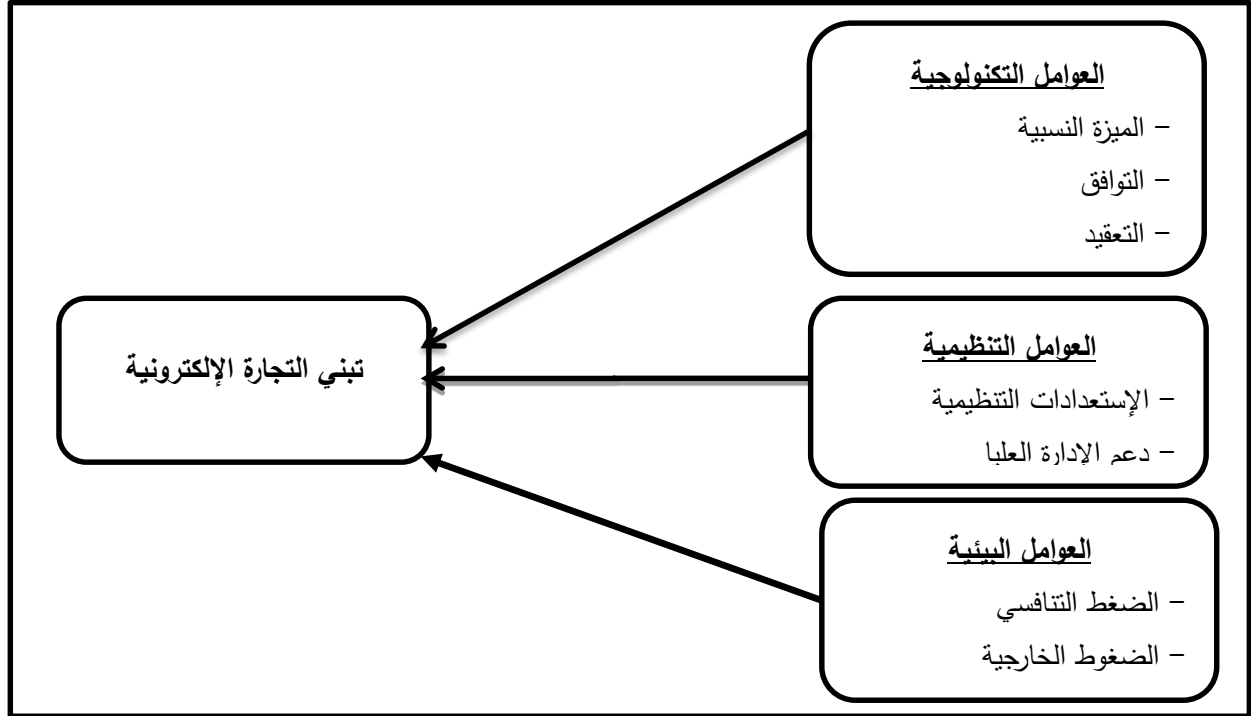 العوامل التكنولوجية
- الميزة النسبية
- التوافق
- التعقيد
تبني التجارة الإلكترونية
العوامل التنظيمية
- الإستعدادات التنظيمية
- دعم الإدارة العليا
العوامل البيئية
- الضغط التنافسي
- الضغوط الخارجية